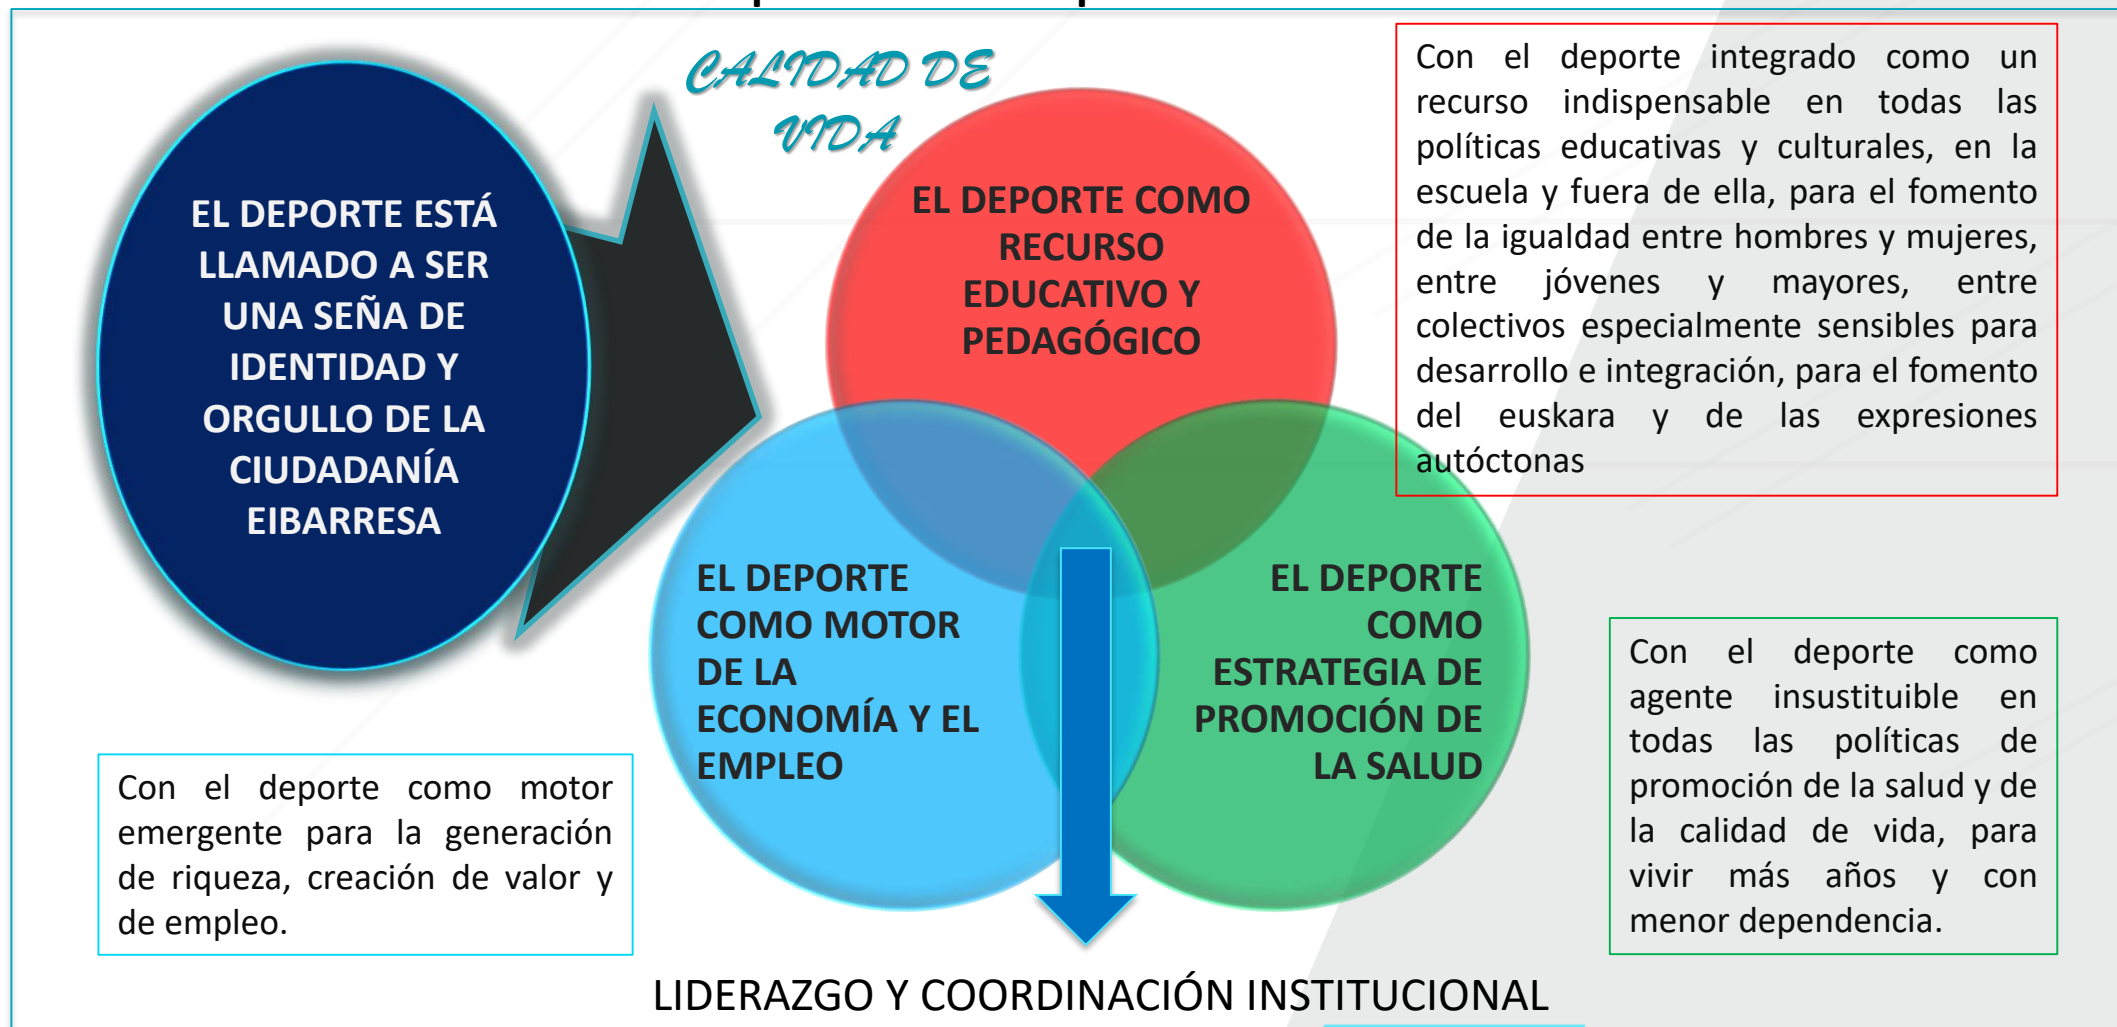 CALIDAD DE
VIDA
EL DEPORTE ESTÁ
LLAMADO A SER
UNA SEÑA DE
IDENTIDAD Y
ORGULLO DE LA
CIUDADANÍA
EIBARRESA
EL DEPORTE COMO
RECURSO
EDUCATIVO Y
PEDAGÓGICO
Con el deporte integrado como un
recurso indispensable en todas las
políticas educativas y culturales, en la
escuela y fuera de ella, para el fomento
de la igualdad entre hombres y mujeres,
entre jóvenes y mayores, entre
colectivos especialmente sensibles para
desarrollo e integración, para el fomento
del euskara y de las expresiones
autóctonas
EL DEPORTE
COMO MOTOR
DE LA
ECONOMÍA Y EL
EMPLEO
EL DEPORTE
COMO
ESTRATEGIA DE
PROMOCIÓN DE
LA SALUD
Con el deporte como
agente insustituible en
todas las políticas de
promoción de la salud y de
la calidad de vida, para
vivir más años y con
menor dependencia.
Con el deporte como motor
emergente para la generación
de riqueza, creación de valor y
de empleo.
LIDERAZGO Y COORDINACIÓN INSTITUCIONAL